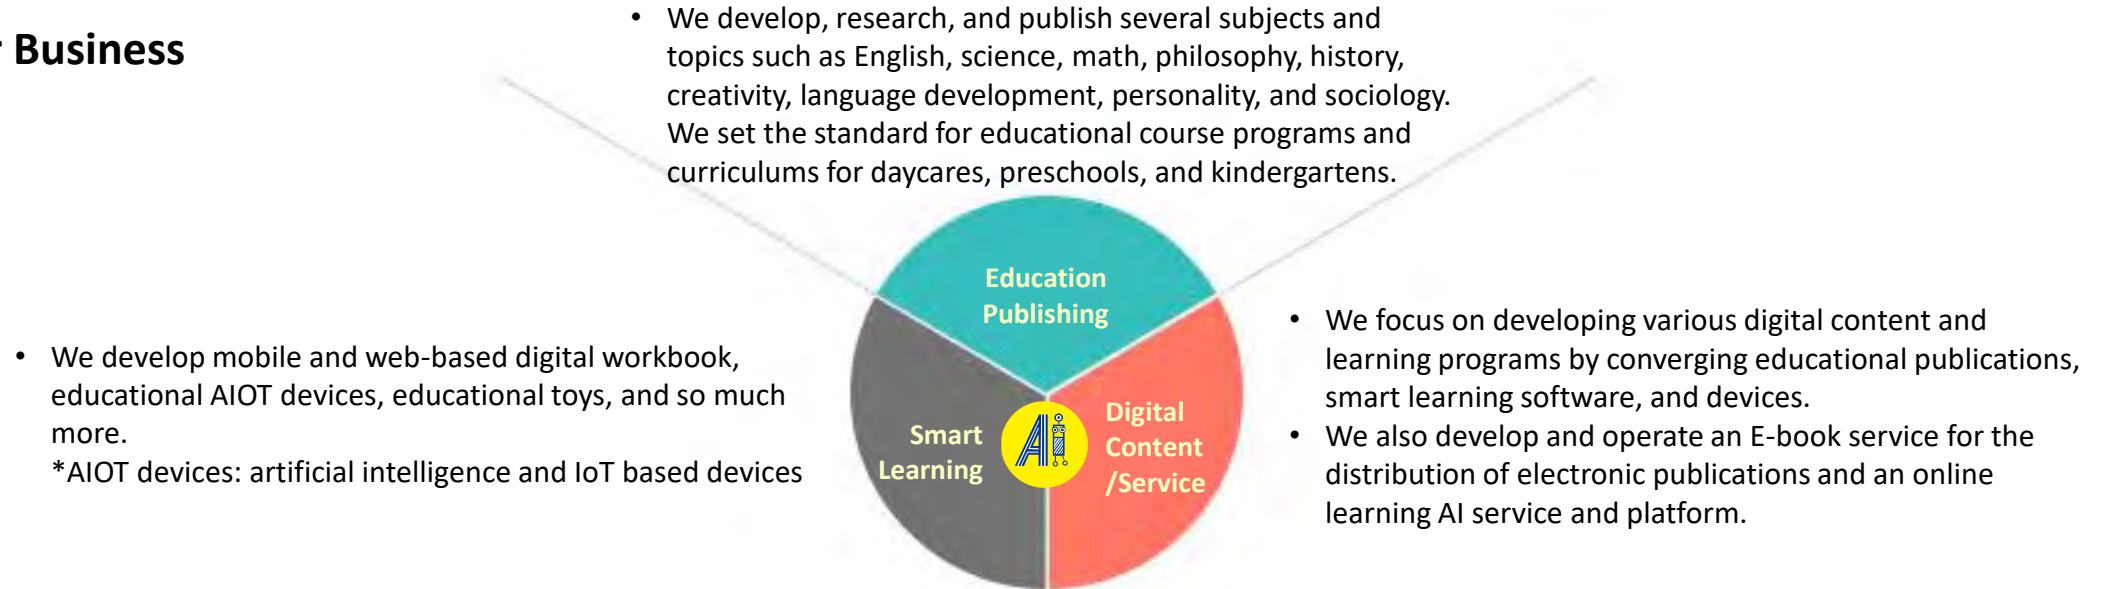 Business
• We develop, research, and publish several subjects and
topics such as English, science, math, philosophy, history,
creativity, language development, personality, and sociology.
We set the standard for educational course programs and
curriculums for daycares, preschools, and kindergartens.
Education
Publishing
• We develop mobile and web-based digital workbook,
educational AIOT devices, educational toys, and so much
more.
*AIOT devices: artificial intelligence and IoT based devices
Smart
Learning
Ai
Digital
Content
/Service
• We focus on developing various digital content and
learning programs by converging educational publications,
smart learning software, and devices.
• We also develop and operate an E-book service for the
distribution of electronic publications and an online
learning AI service and platform.